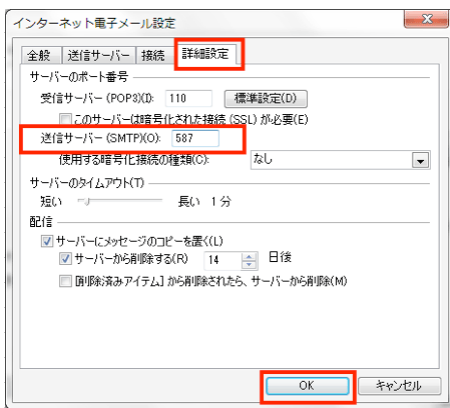 インターネット電子メール設定
全般 送信サーバー 接続 詳細設定
サーバーのポート番号
受信サーバー (POP3)(I): 110 標準設定(D)
このサーバーは暗号化された接続 (SSL) が必要(E)
送信サーバー (SMTP)(O): 587
使用する暗号化接続の種類(C): なし
サーバーのタイムアウト(T)
短い 長い 1 分
配信
サーバーにメッセージのコピーを置く(L)
サーバーから削除する(R) 14 日後
[削除済みアイテム] から削除されたら、サーバーから削除(M)
OK キャンセル